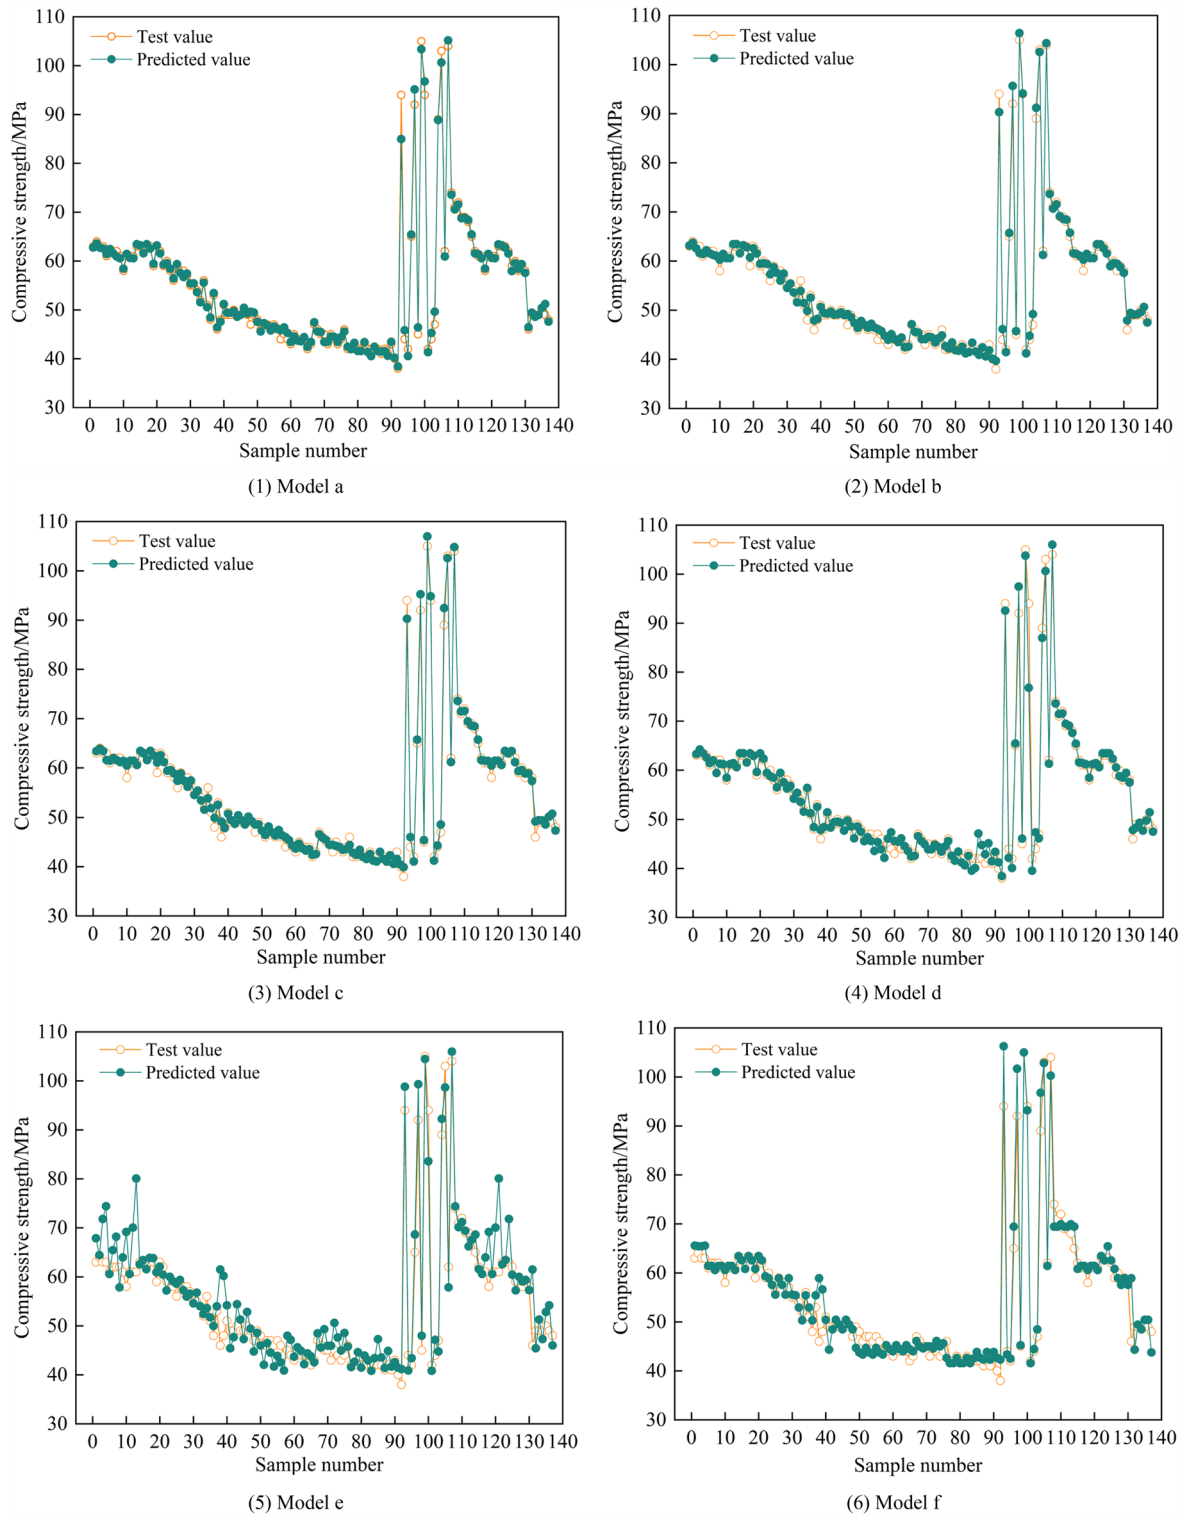 Test value
Predicted value
Compressive strength/MPa
110
100
90
80
70
60
50
40
30
0 10 20 30 40 50 60 70 80 90 100 110 120 130 140
Sample number
(1) Model a
Test value
Predicted value
Compressive strength/MPa
110
100
90
80
70
60
50
40
30
0 10 20 30 40 50 60 70 80 90 100 110 120 130 140
Sample number
(2) Model b
Test value
Predicted value
Compressive strength/MPa
110
100
90
80
70
60
50
40
30
0 10 20 30 40 50 60 70 80 90 100 110 120 130 140
Sample number
(3) Model c
Test value
Predicted value
Compressive strength/MPa
110
100
90
80
70
60
50
40
30
0 10 20 30 40 50 60 70 80 90 100 110 120 130 140
Sample number
(4) Model d
Test value
Predicted value
Compressive strength/MPa
110
100
90
80
70
60
50
40
30
0 10 20 30 40 50 60 70 80 90 100 110 120 130 140
Sample number
(5) Model e
Test value
Predicted value
Compressive strength/MPa
110
100
90
80
70
60
50
40
30
0 10 20 30 40 50 60 70 80 90 100 110 120 130 140
Sample number
(6) Model f